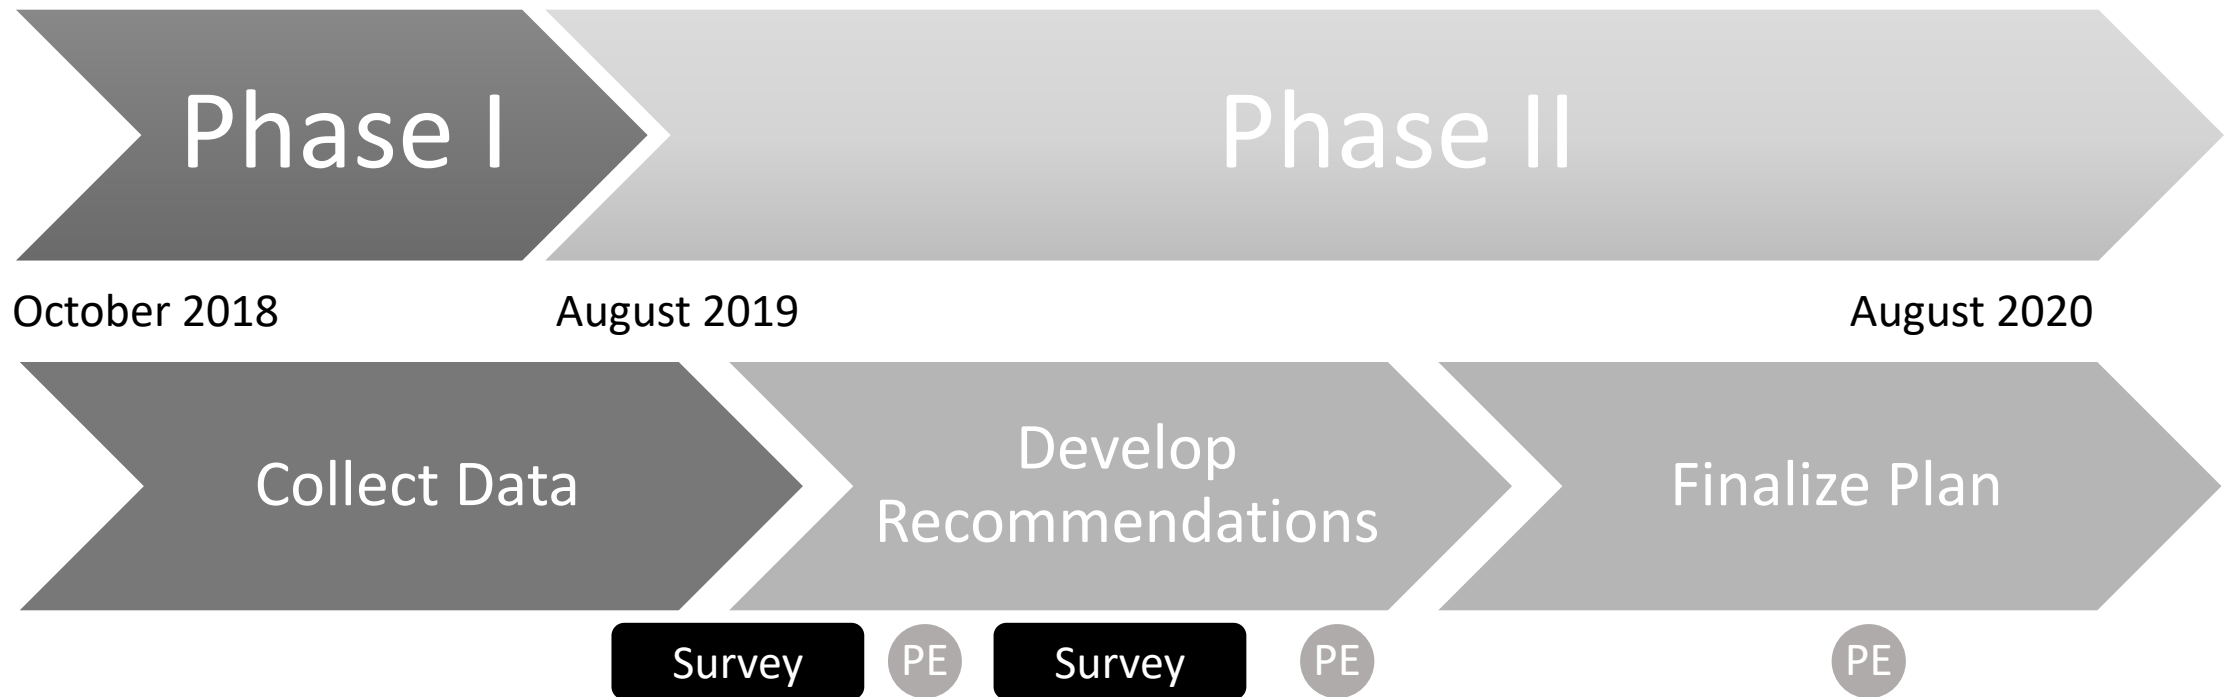 Phase I
Phase II
October 2018
August 2019
August 2020
Collect Data
Develop
Recommendations
Finalize Plan
Survey
PE
Survey
PE
PE